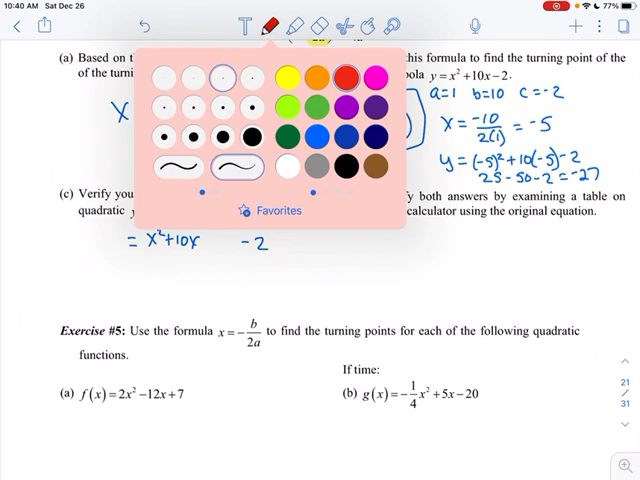 10:40 AM Sat Dec 26 77%
(a) Based on t his formula to find the turning point of the
of the turni ola y = x² + 10x − 2.
a=1 b=10 c=-2
X
x = -10/2(1) = -5
y = (-5)² + 10(-5) - 2
25 - 50 - 2 = -27
(c) Verify you fy both answers by examining a table on
quadratic y calculator using the original equation.
Favorites
= x² + 10x - 2
Exercise #5: Use the formula x = −b/2a to find the turning points for each of the following quadratic
functions.
If time:
(a) f(x) = 2x² −12x + 7
(b) g(x) = −1/4 x² + 5x − 20
21
/
31